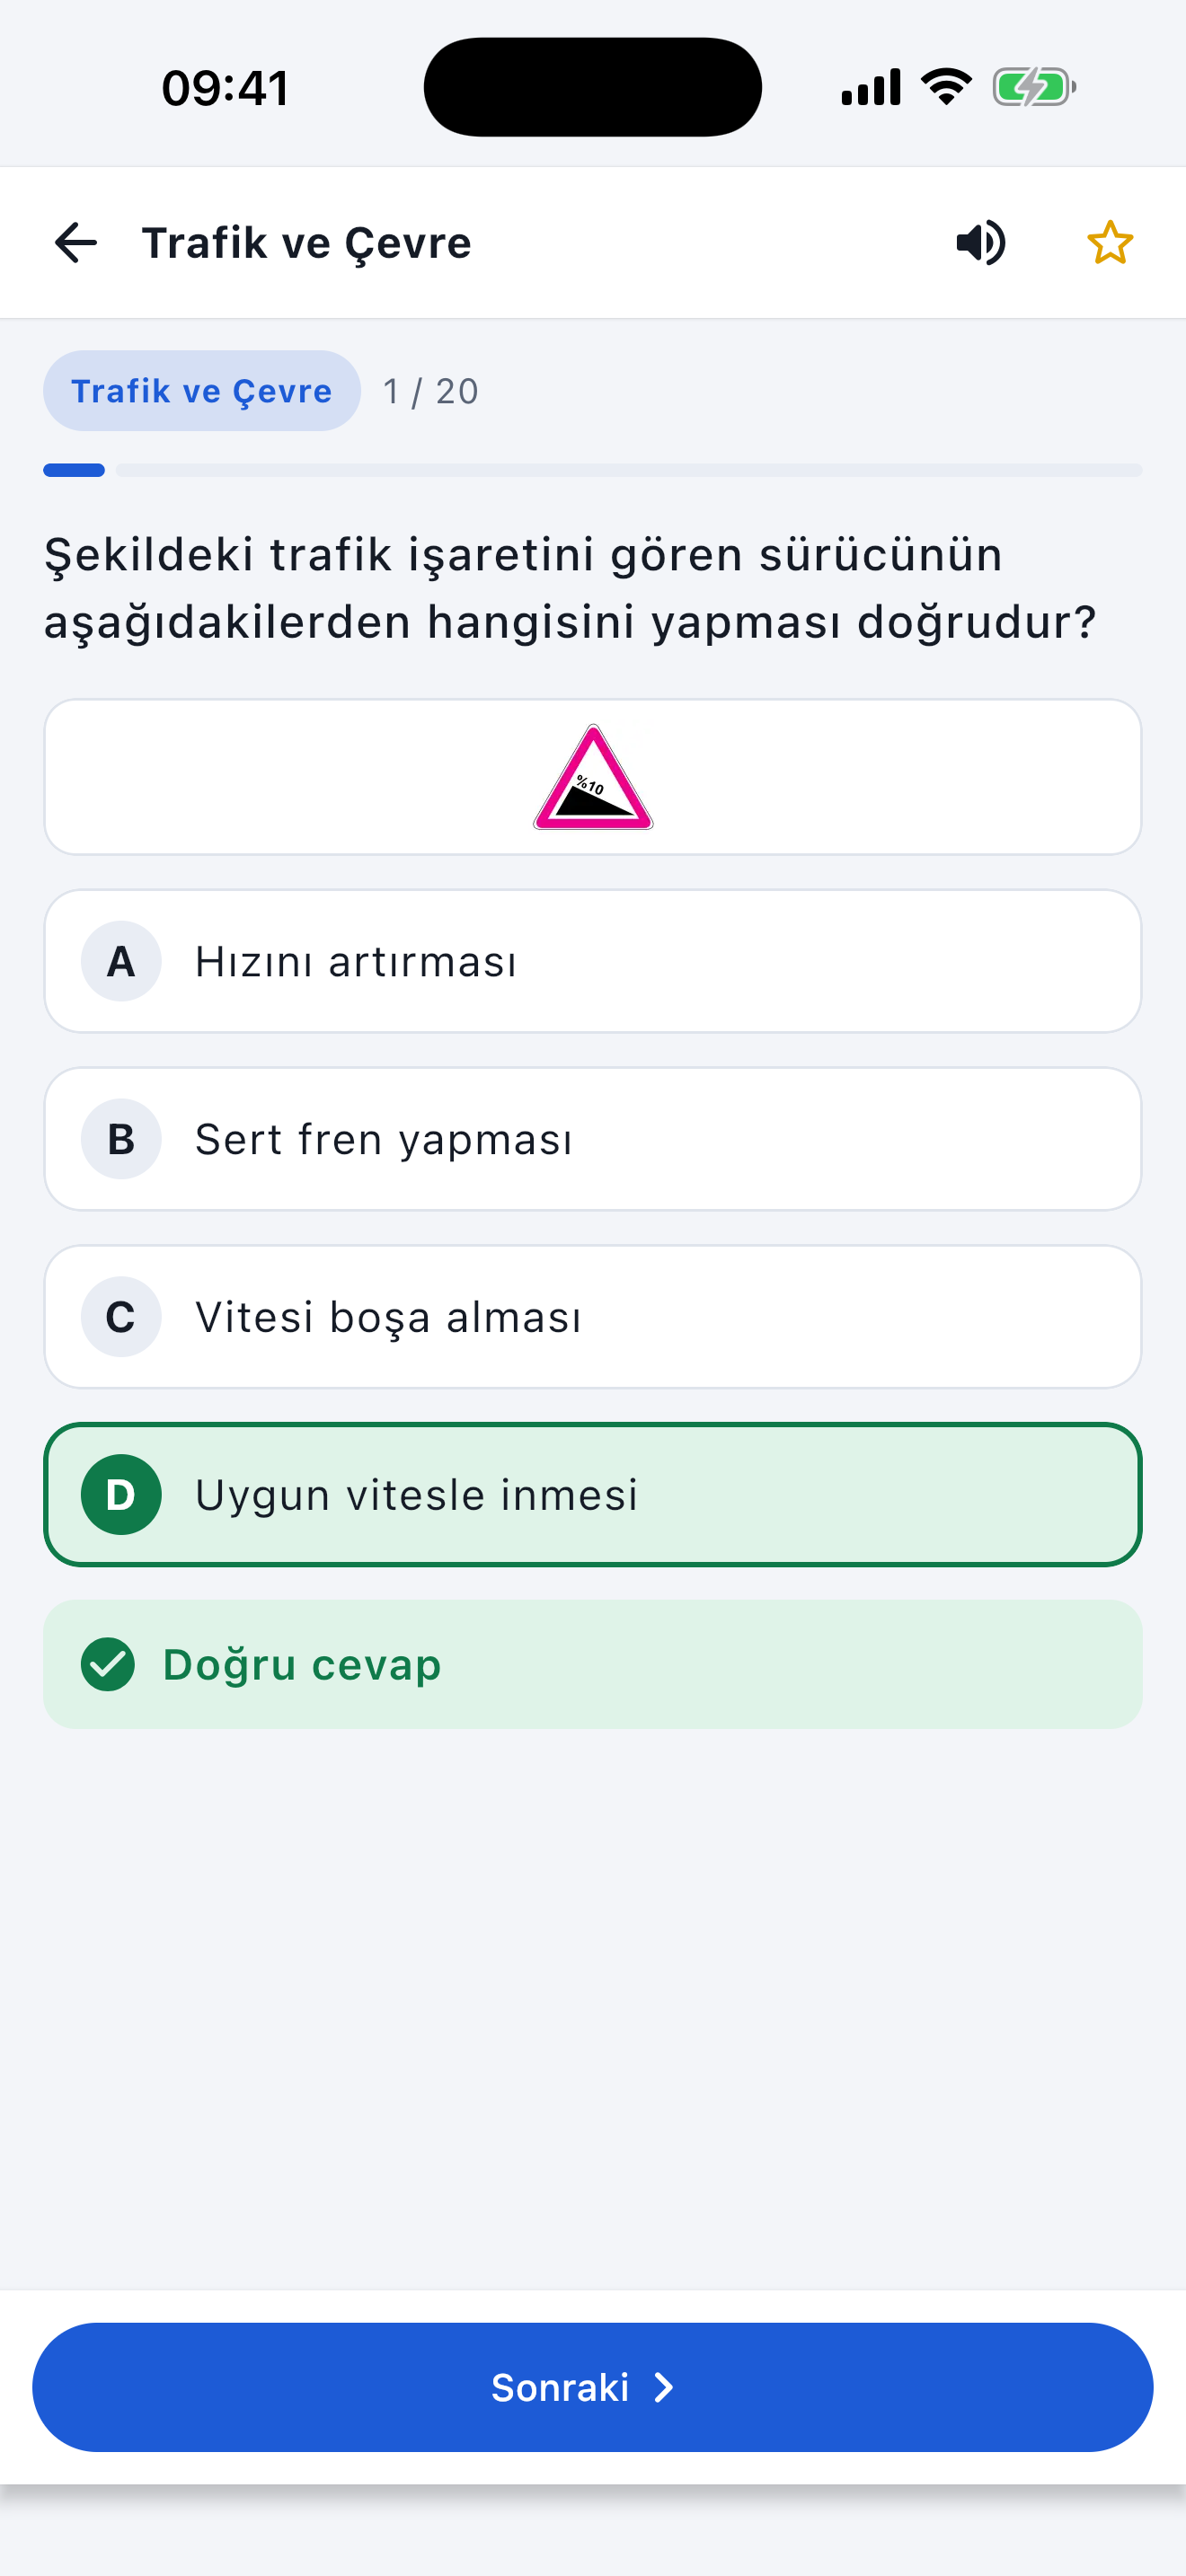 09:41
Trafik ve Çevre
Trafik ve Çevre 1 / 20
Şekildeki trafik işaretini gören sürücünün
aşağıdakilerden hangisini yapması doğrudur?
%10
A Hızını artırması
B Sert fren yapması
C Vitesi boşa alması
D Uygun vitesle inmesi
Doğru cevap
Sonraki